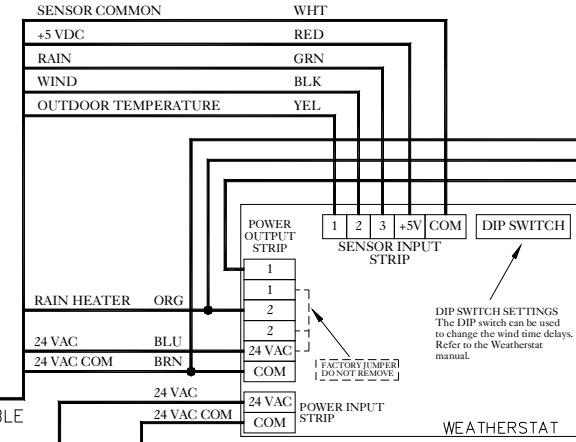 SENSOR COMMON WHT
+5 VDC RED
RAIN GRN
WIND BLK
OUTDOOR TEMPERATURE YEL
POWER
OUTPUT
STRIP
1 2 3 +5V COM
DIP SWITCH
SENSOR INPUT
STRIP
1
1
RAIN HEATER ORG
2
2
24 VAC BLU
24 VAC
24 VAC COM BRN
COM
DIP SWITCH SETTINGS
The DIP switch can be used
to change the wind time delays.
Refer to the Weatherstat
manual.
FACTORY JUMPER
DO NOT REMOVE
24 VAC
24 VAC
24 VAC COM
COM
POWER INPUT
STRIP
BLE
WEATHERSTAT